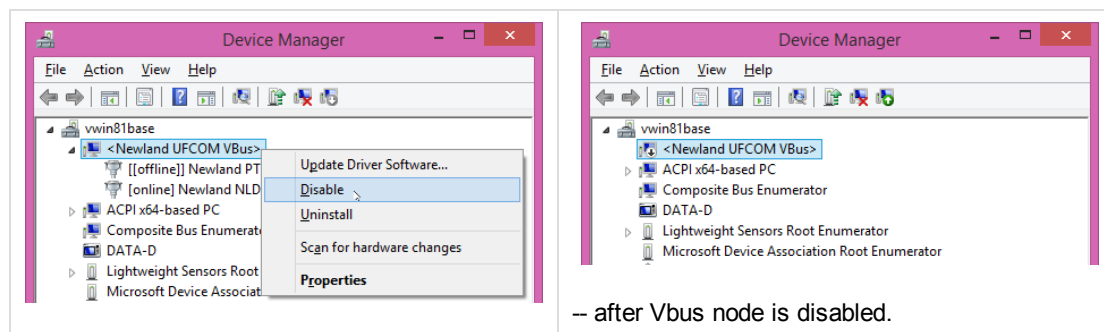 Device Manager
File Action View Help
vwin81base
<Newland UFCOM VBus>
[[offline]] Newland PT
[online] Newland NLD
ACPI x64-based PC
Composite Bus Enumerat
DATA-D
Lightweight Sensors Root
Microsoft Device Associat
Update Driver Software...
Disable
Uninstall
Scan for hardware changes
Properties
Device Manager
File Action View Help
vwin81base
<Newland UFCOM VBus>
ACPI x64-based PC
Composite Bus Enumerator
DATA-D
Lightweight Sensors Root Enumerator
Microsoft Device Association Root Enumerator
-- after Vbus node is disabled.